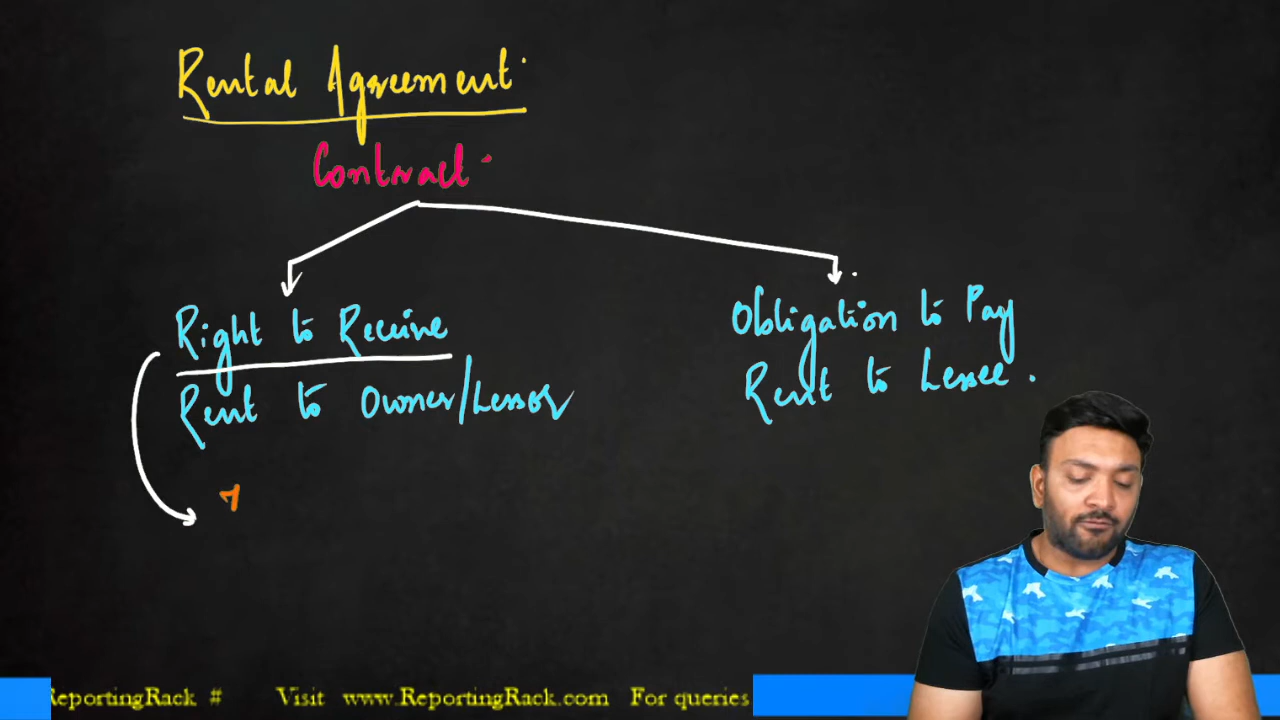 Rental Agreement
Contract
Right to Receive
Rent to Owner/Lessor
Obligation to Pay
Rent to Lessee.
ReportingRack # Visit www.ReportingRack.com For queries